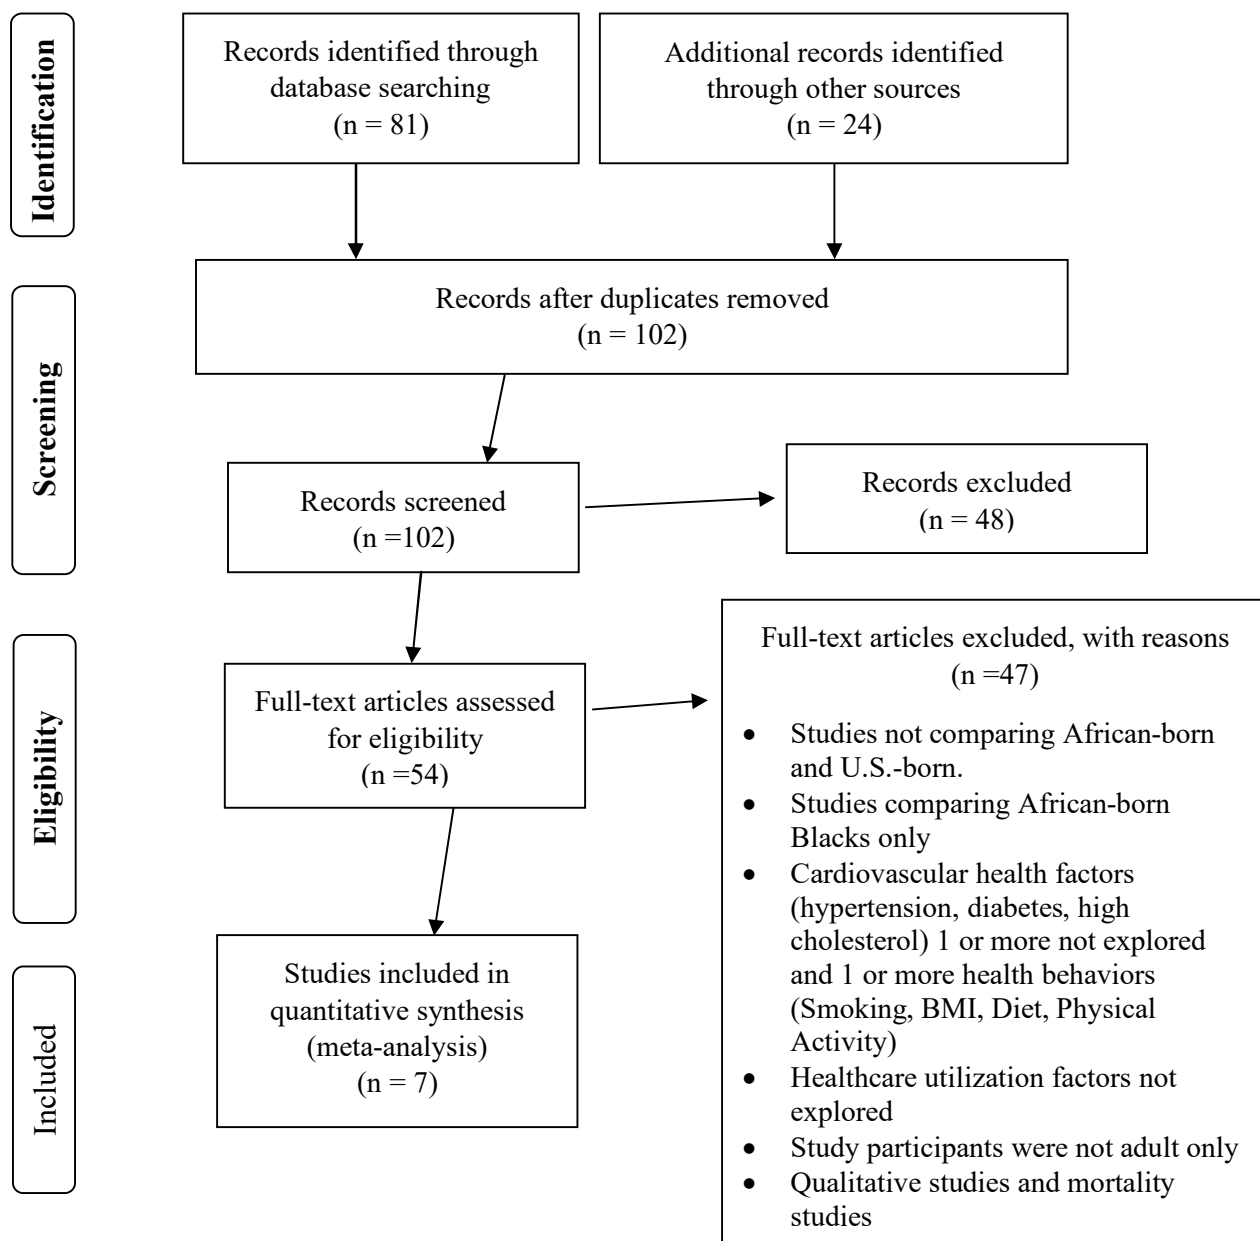 Identification
Records identified through
database searching
(n = 81)
Additional records identified
through other sources
(n = 24)
Screening
Records after duplicates removed
(n = 102)
Records screened
(n =102)
Records excluded
(n = 48)
Eligibility
Full-text articles assessed
for eligibility
(n =54)
Full-text articles excluded, with reasons
(n =47)
• Studies not comparing African-born
and U.S.-born.
• Studies comparing African-born
Blacks only
• Cardiovascular health factors
(hypertension, diabetes, high
cholesterol) 1 or more not explored
and 1 or more health behaviors
(Smoking, BMI, Diet, Physical
Activity)
• Healthcare utilization factors not
explored
• Study participants were not adult only
• Qualitative studies and mortality
studies
Included
Studies included in
quantitative synthesis
(meta-analysis)
(n = 7)